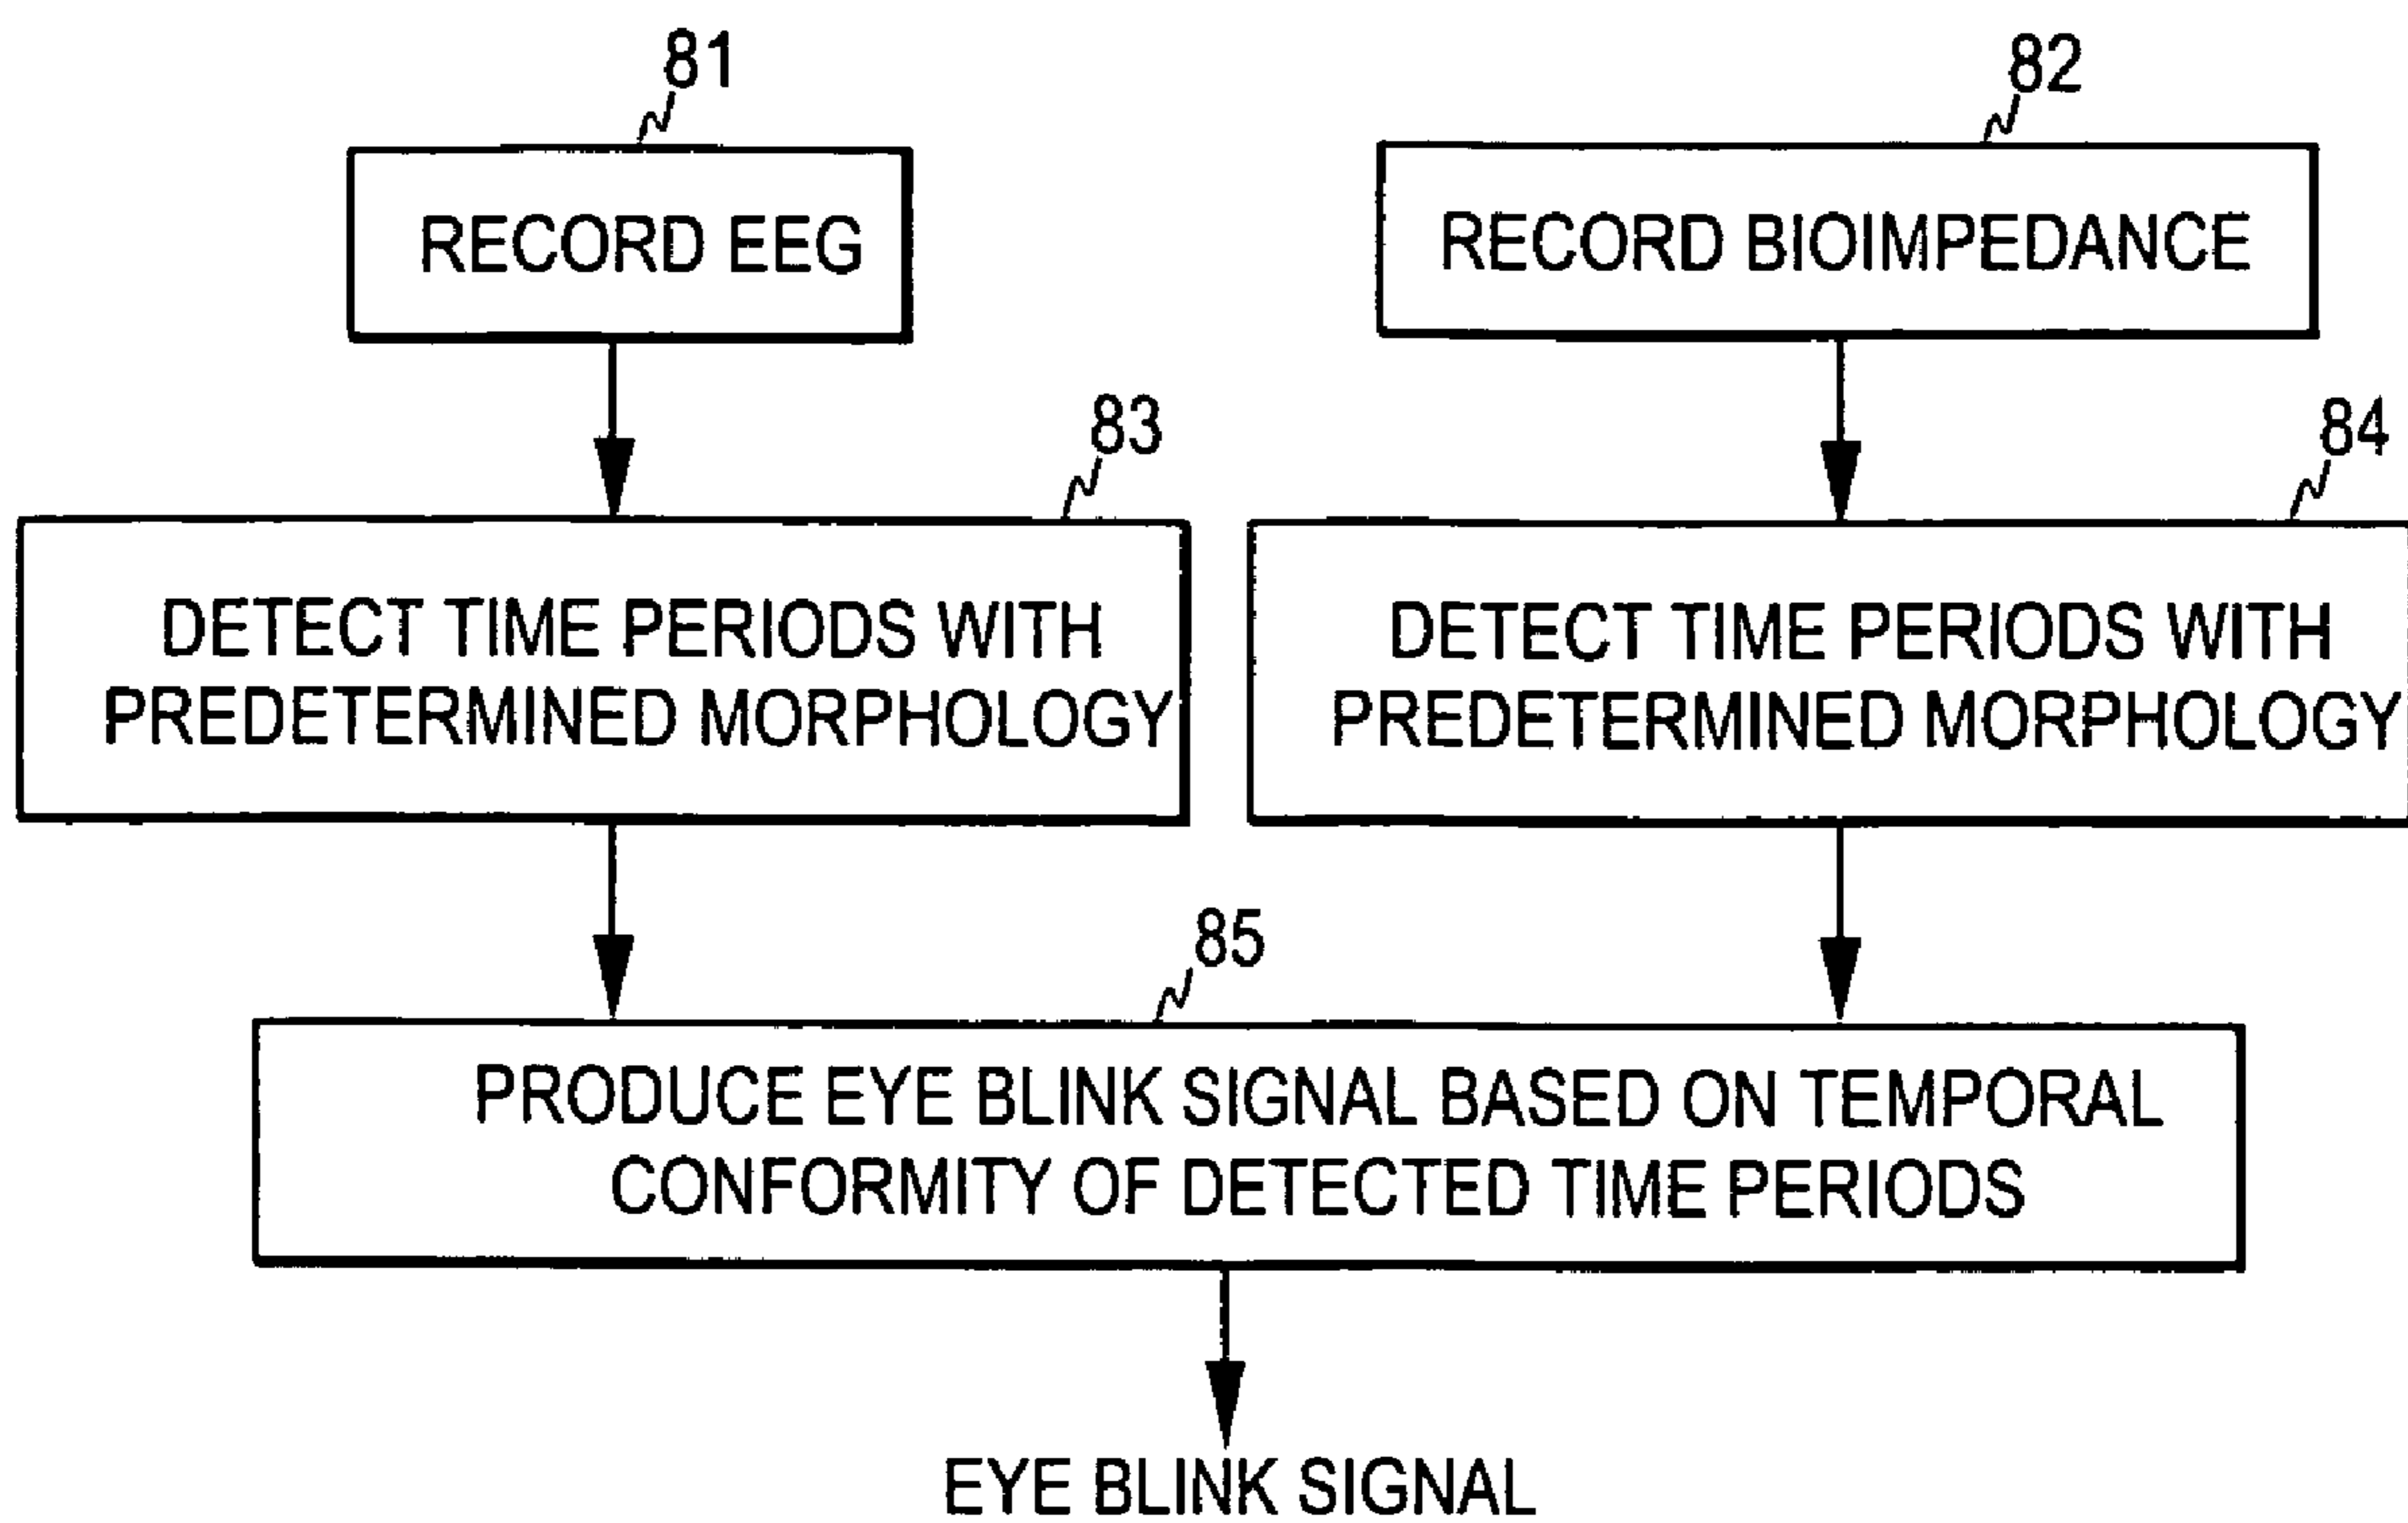 81
82
RECORD EEG
RECORD BIOIMPEDANCE
83
84
DETECT TIME PERIODS WITH
PREDETERMINED MORPHOLOGY
DETECT TIME PERIODS WITH
PREDETERMINED MORPHOLOGY
85
PRODUCE EYE BLINK SIGNAL BASED ON TEMPORAL
CONFORMITY OF DETECTED TIME PERIODS
EYE BLINK SIGNAL